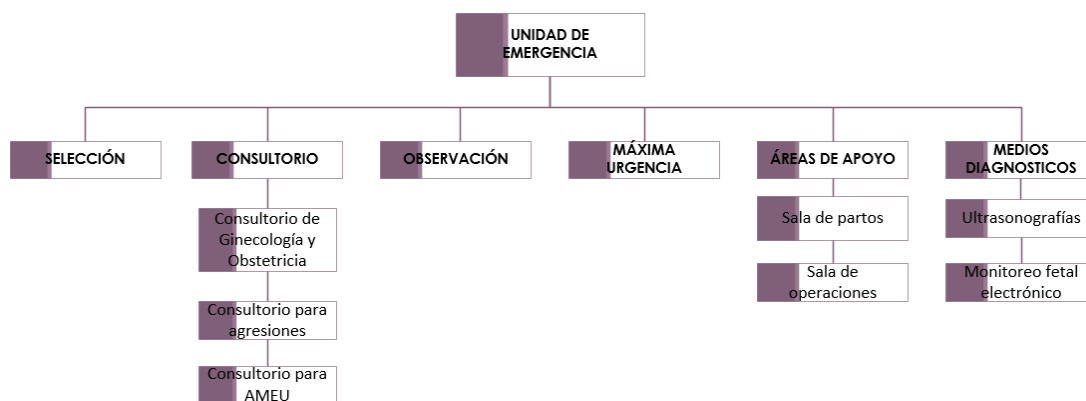 UNIDAD DE
EMERGENCIA
SELECCIÓN
CONSULTORIO
OBSERVACIÓN
MÁXIMA
URGENCIA
ÁREAS DE APOYO
MEDIOS
DIAGNOSTICOS
Consultorio de
Ginecología y
Obstetricia
Consultorio para
agresiones
Consultorio para
AMEU
Sala de partos
Sala de
operaciones
Ultrasonografías
Monitoreo fetal
electrónico